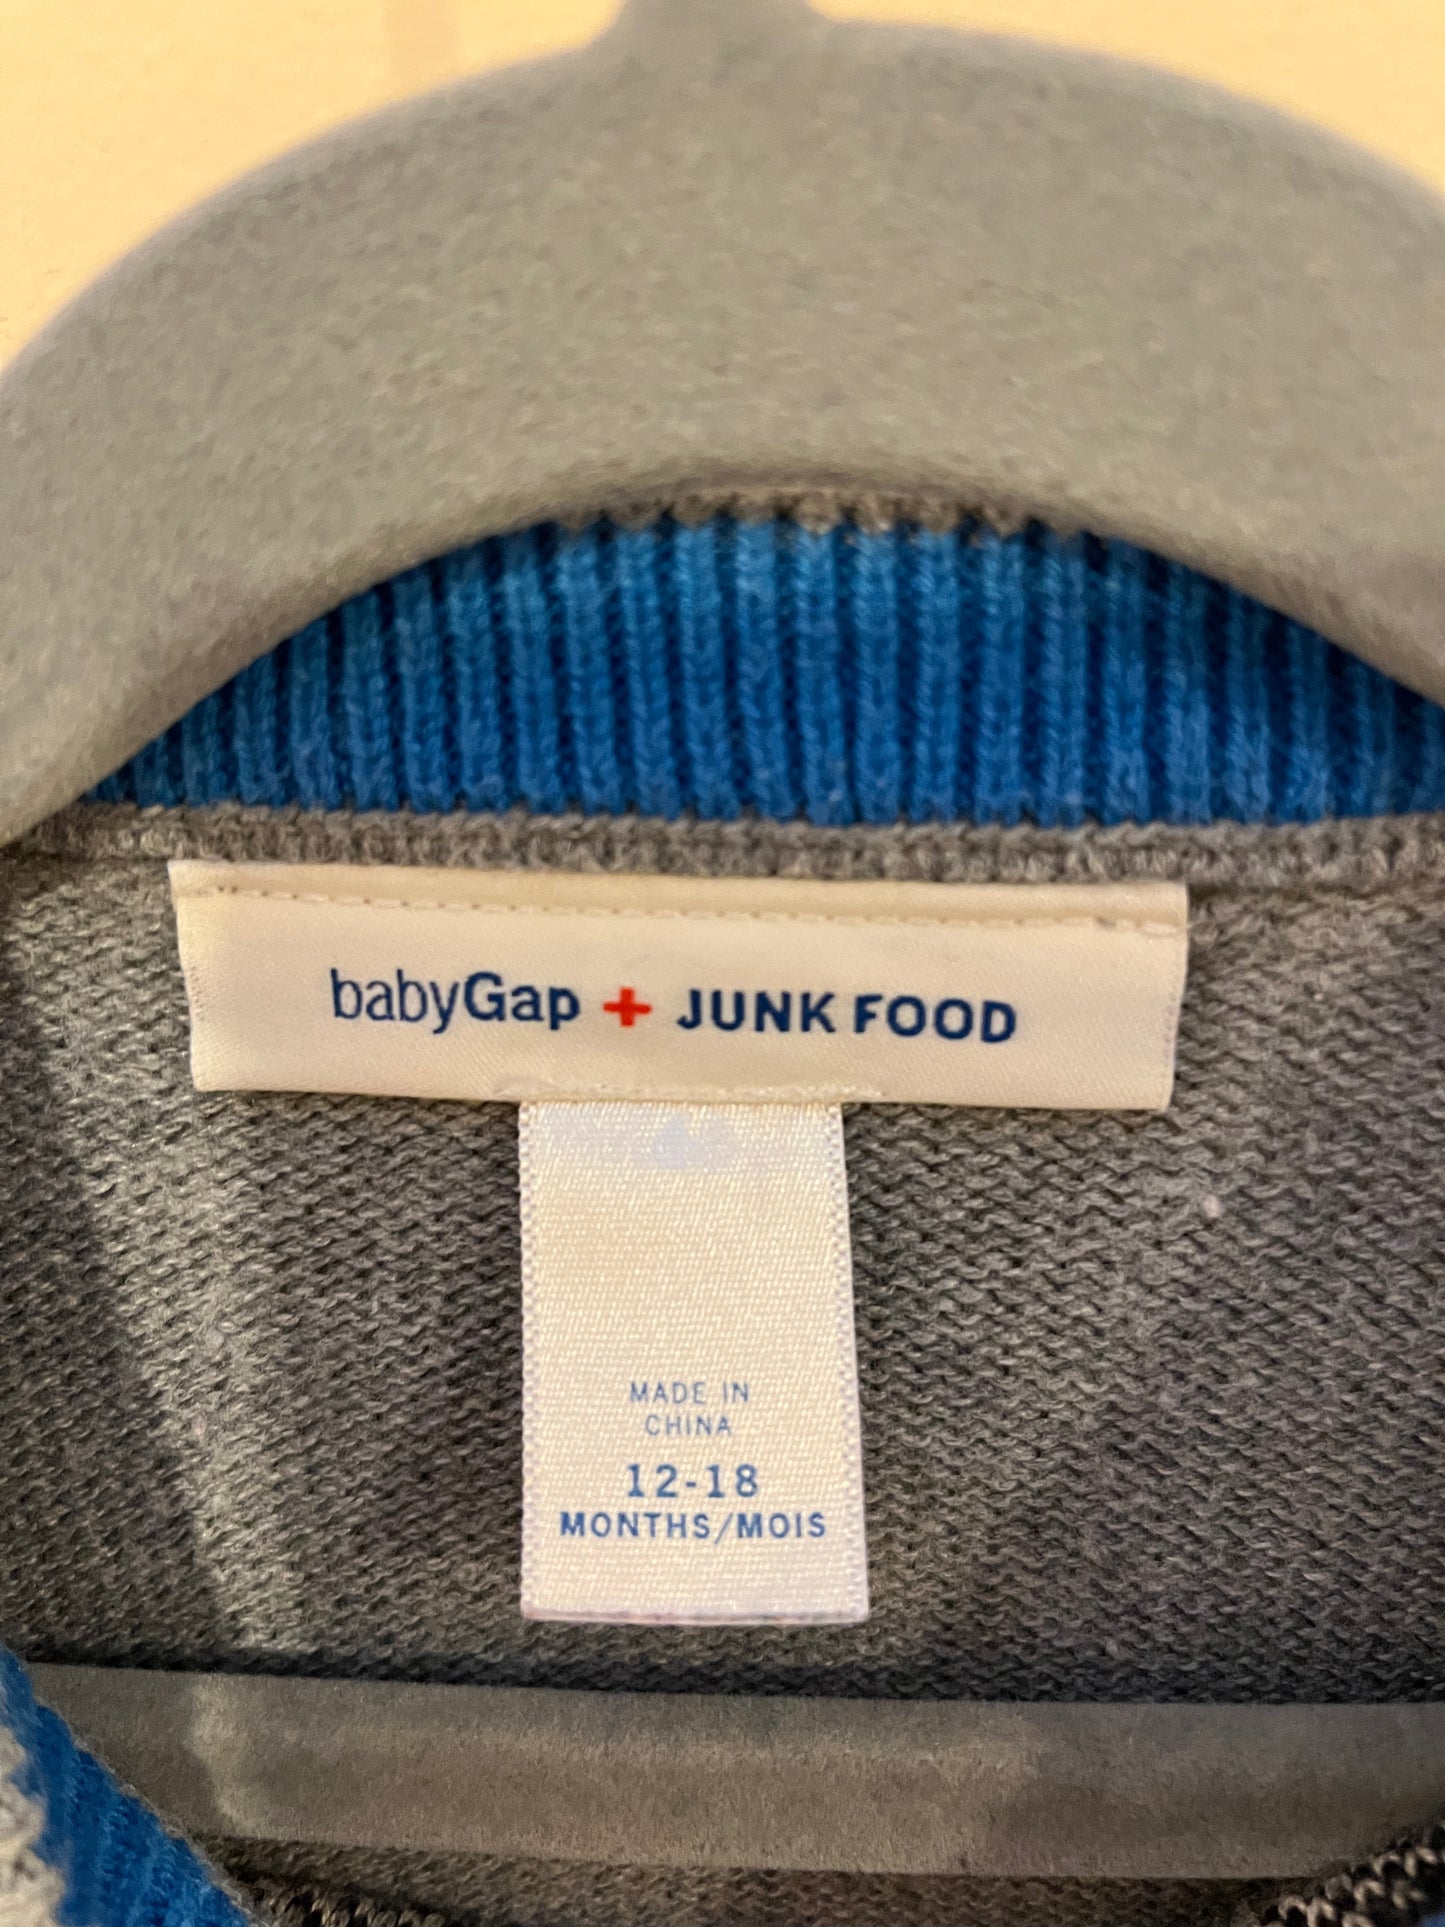 babyGap + JUNK FOOD
MADE IN
CHINA
12-18
MONTHS/MOIS